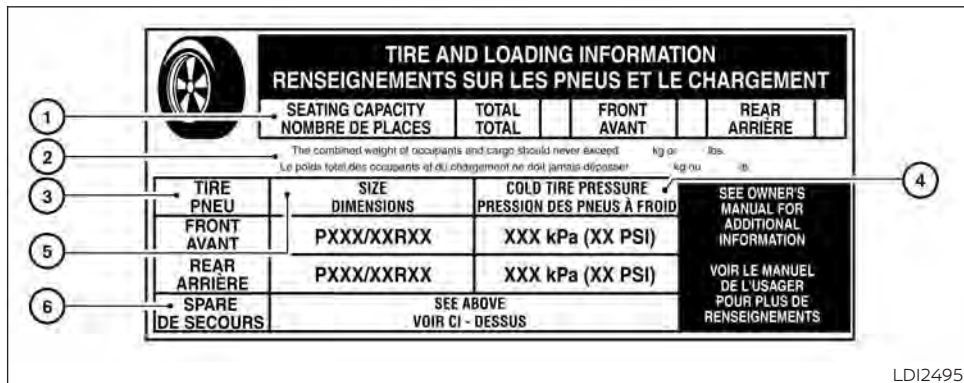 TIRE AND LOADING INFORMATION
RENSEIGNEMENTS SUR LES PNEUS ET LE CHARGEMENT
1
SEATING CAPACITY TOTAL FRONT REAR
NOMBRE DE PLACES TOTAL AVANT ARRIÈRE
2
The combined weight of occupants and cargo should never exceed kg or lbs.
Le poids total des occupants et du chargement ne doit jamais dépasser kg ou lb.
3
TIRE
PNEU
5
SIZE
DIMENSIONS
COLD TIRE PRESSURE
PRESSION DES PNEUS À FROID
4
FRONT
AVANT
PXXX/XXRXX
XXX kPa (XX PSI)
REAR
ARRIÈRE
PXXX/XXRXX
XXX kPa (XX PSI)
6
SPARE
DE SECOURS
SEE ABOVE
VOIR CI - DESSUS
SEE OWNER'S
MANUAL FOR
ADDITIONAL
INFORMATION
VOIR LE MANUEL
DE L'USAGER
POUR PLUS DE
RENSEIGNEMENTS
LDI2495